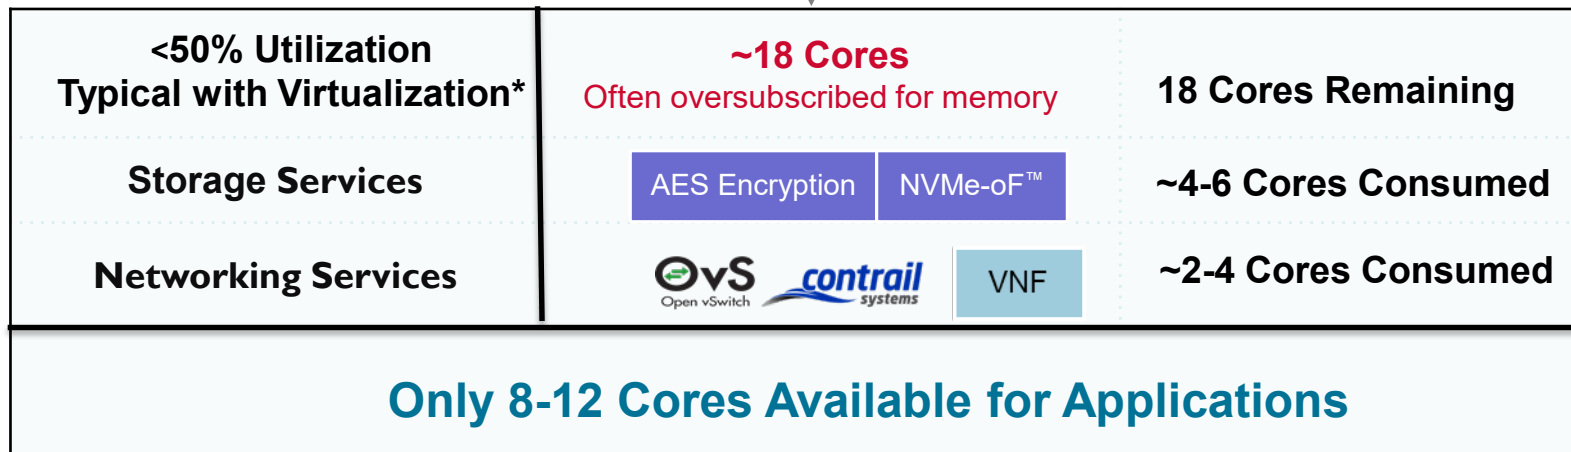 <50% Utilization
Typical with Virtualization*
~18 Cores
Often oversubscribed for memory
18 Cores Remaining
Storage Services
AES Encryption
NVMe-oF™
~4-6 Cores Consumed
Networking Services
OvS
Open vSwitch
contrail
systems
VNF
~2-4 Cores Consumed
Only 8-12 Cores Available for Applications